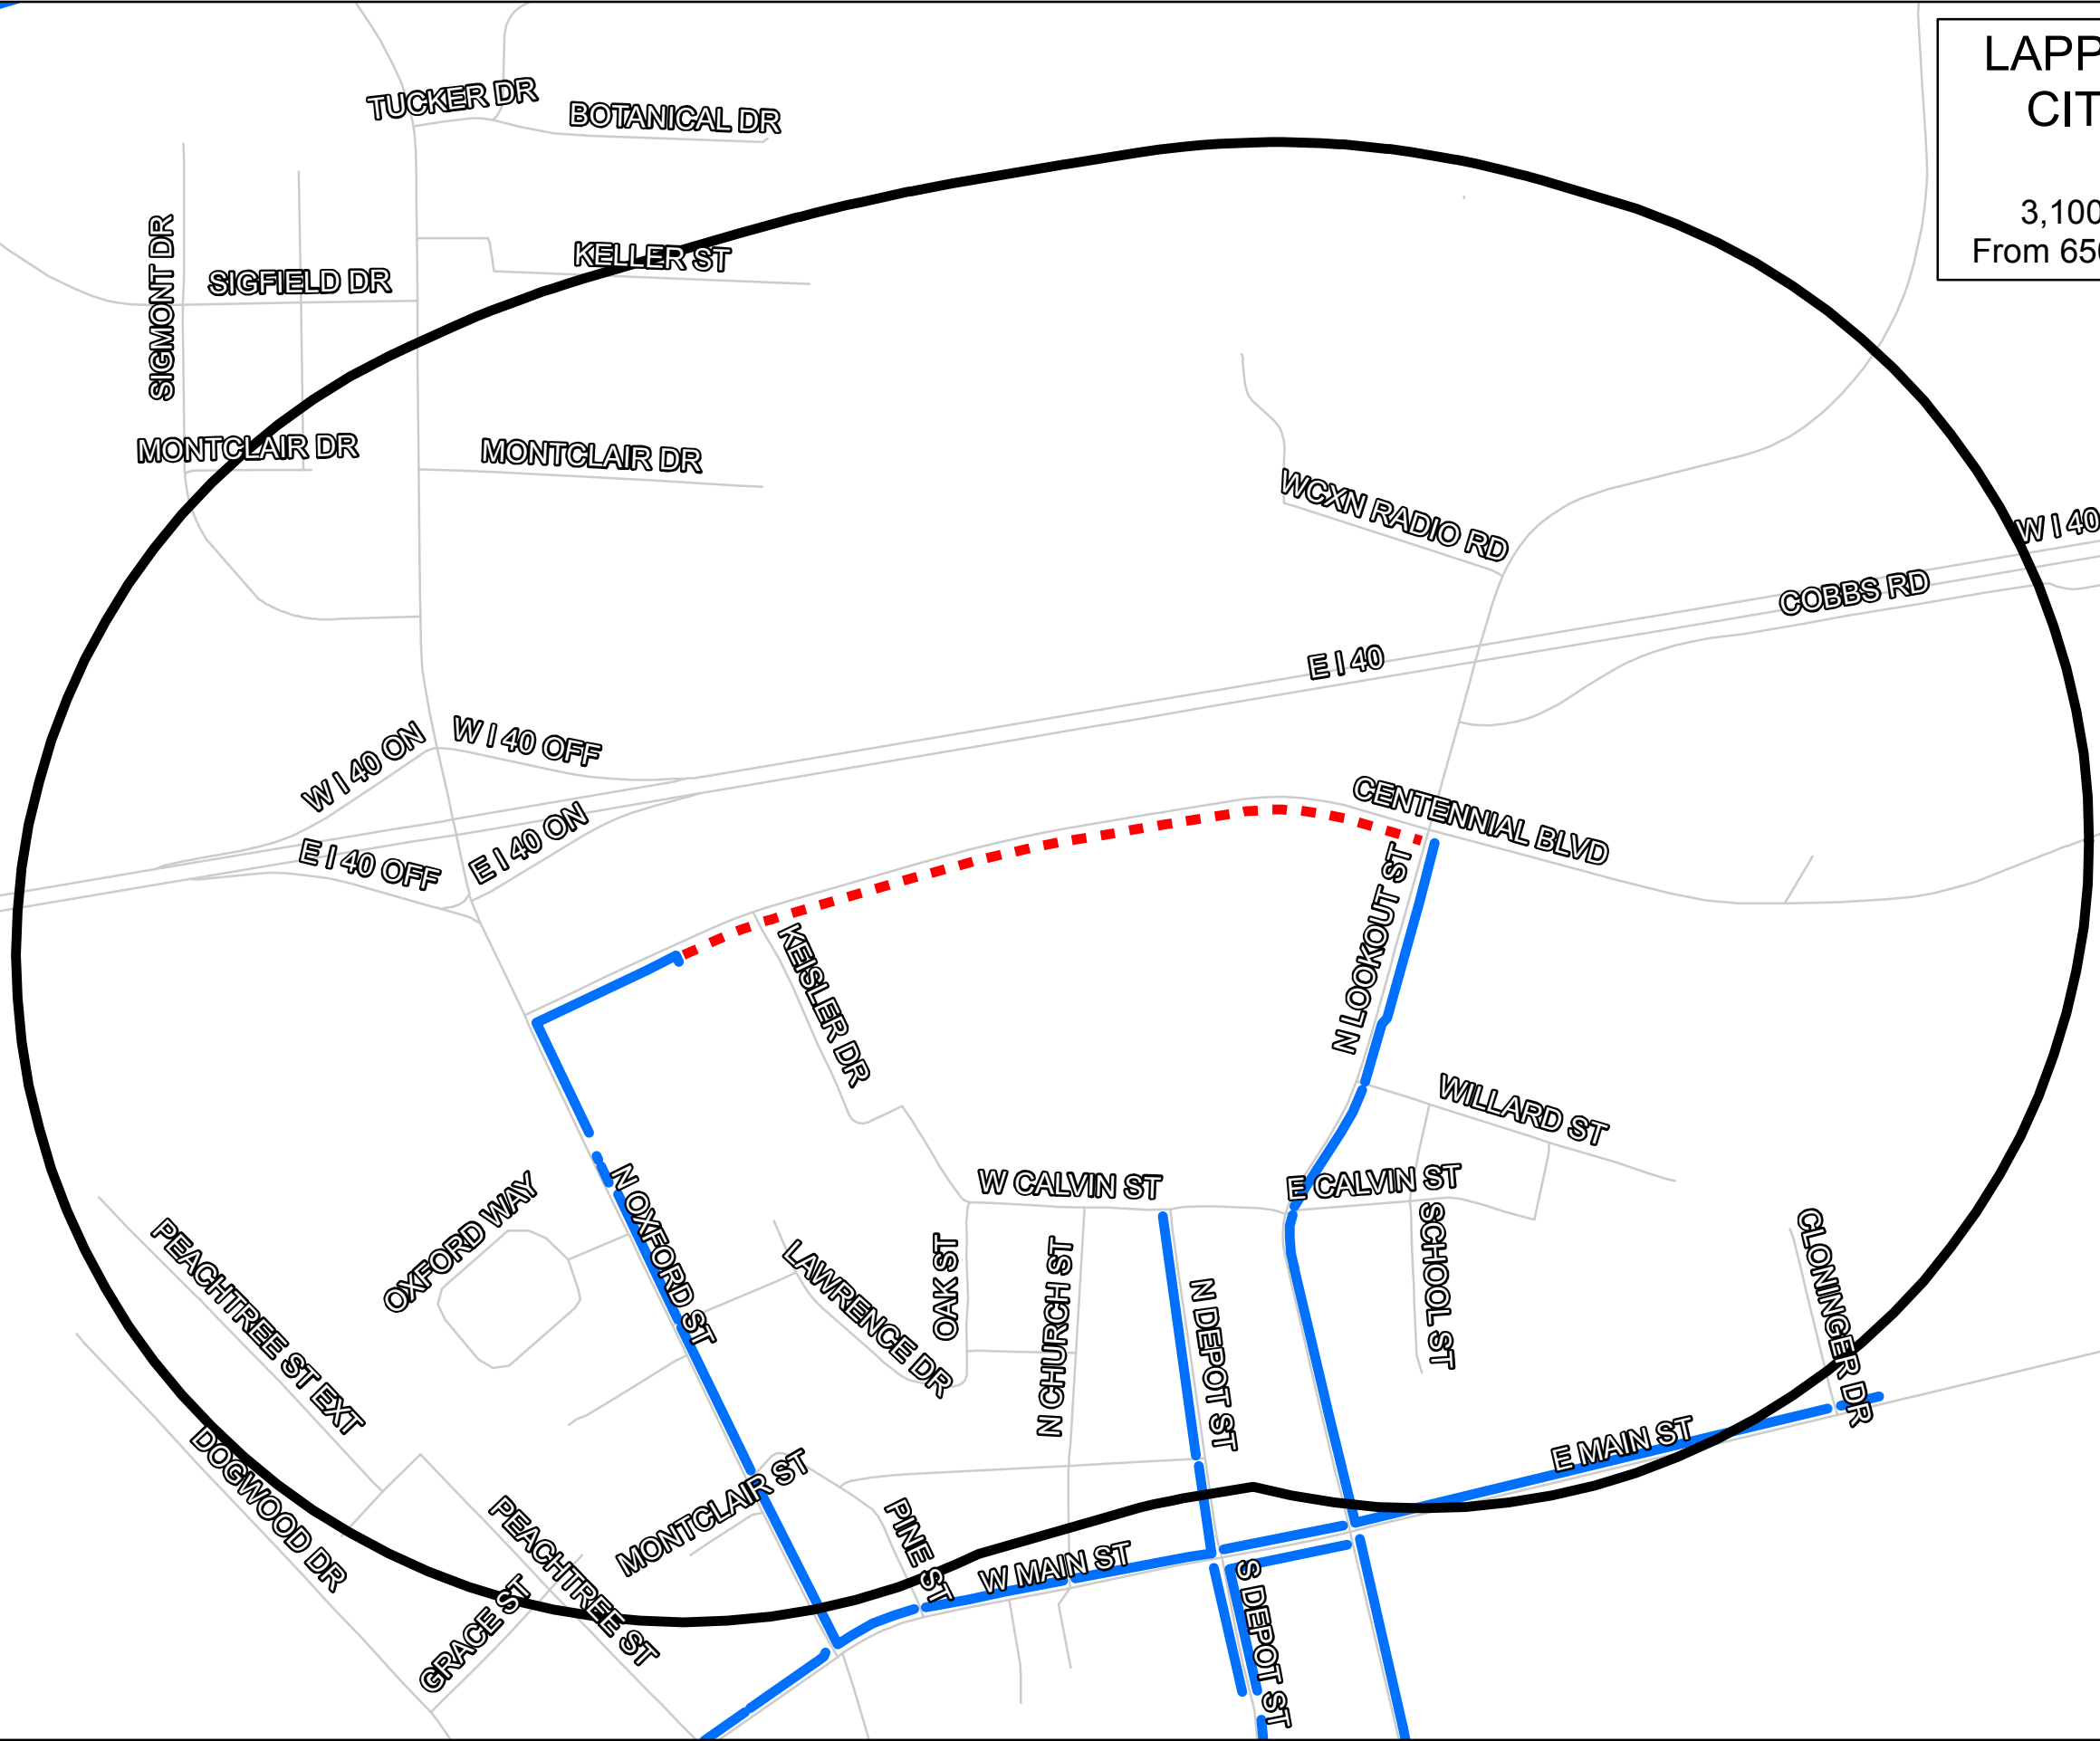 LAPP
CIT
3,100
From 650
TUCKER DR
BOTANICAL DR
SIGMONT DR
SIGFIELD DR
KELLER ST
MONTCLAIR DR
MONTCLAIR DR
WCXN RADIO RD
W I 40
COBBS RD
E I 40
W I 40 ON
W I 40 OFF
E I 40 OFF
E I 40 ON
CENTENNIAL BLVD
KEISLER DR
N LOOKOUT ST
WILLARD ST
W CALVIN ST
E CALVIN ST
OXFORD WAY
N OXFORD ST
PEACHTREE ST EXT
LAWRENCE DR
OAK ST
N CHURCH ST
N DEPOT ST
SCHOOL ST
CLONINGER DR
DOGWOOD DR
MONTCLAIR ST
PINE ST
E MAIN ST
W MAIN ST
PEACHTREE ST
GRACE ST
S DEPOT ST